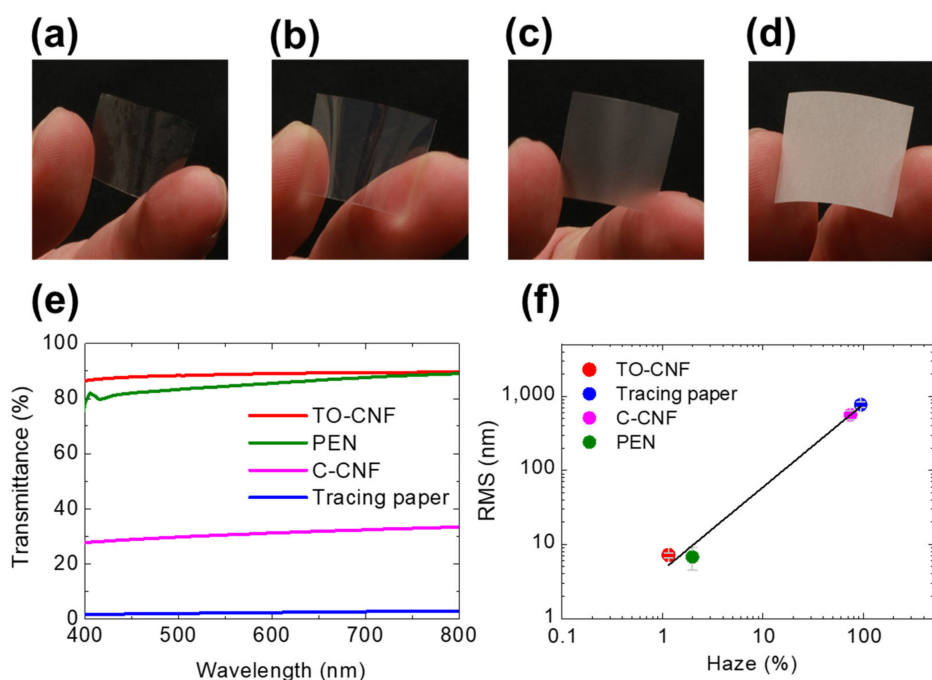 (a)
(b)
(c)
(d)
(e)
100
80
60
40
20
0
400
500
600
700
800
Transmittance (%)
Wavelength (nm)
TO-CNF
PEN
C-CNF
Tracing paper
(f)
1,000
100
10
1
0.1
1
10
100
RMS (nm)
Haze (%)
TO-CNF
Tracing paper
C-CNF
PEN